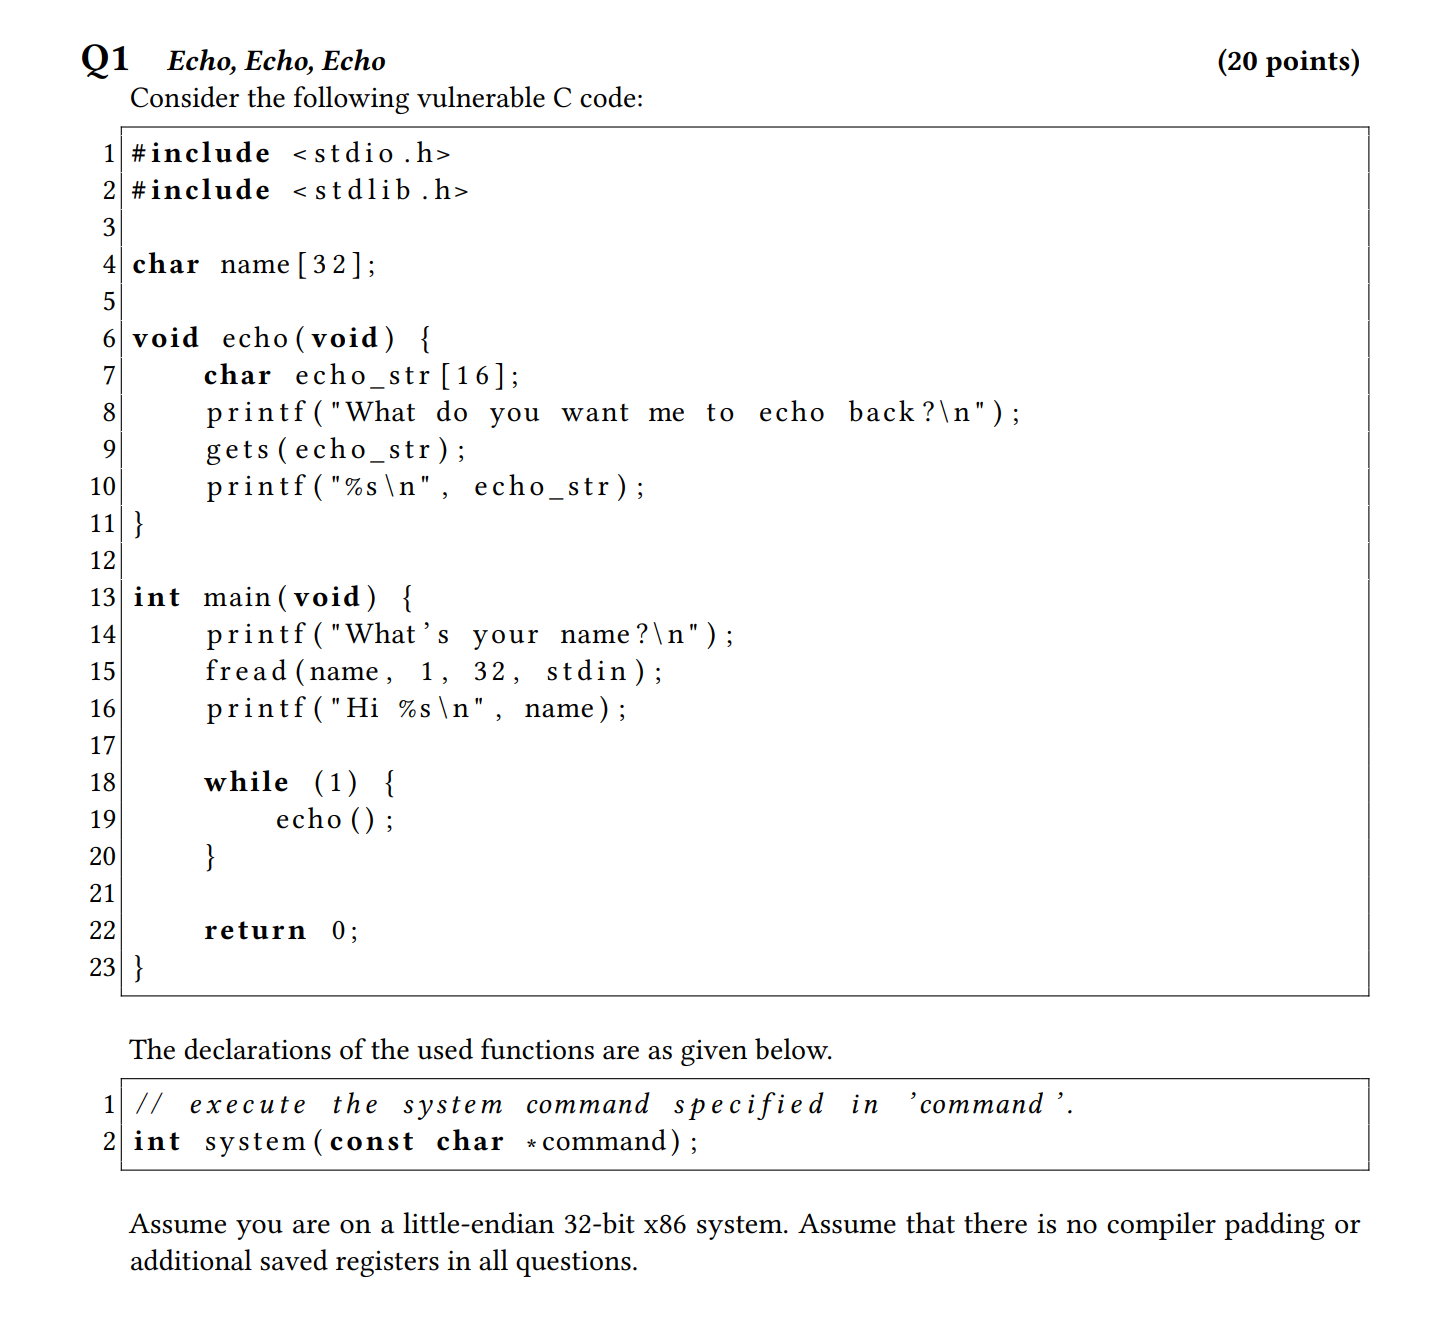 Q1 Echo, Echo, Echo (20 points)
Consider the following vulnerable C code:
1 #include <stdio.h>
2 #include <stdlib.h>
3
4 char name[32];
5
6 void echo(void) {
7     char echo_str[16];
8     printf("What do you want me to echo back?\n");
9     gets(echo_str);
10     printf("%s\n", echo_str);
11 }
12
13 int main(void) {
14     printf("What's your name?\n");
15     fread(name, 1, 32, stdin);
16     printf("Hi %s\n", name);
17
18     while (1) {
19         echo();
20     }
21
22     return 0;
23 }
The declarations of the used functions are as given below.
1 // execute the system command specified in 'command'.
2 int system(const char *command);
Assume you are on a little-endian 32-bit x86 system. Assume that there is no compiler padding or
additional saved registers in all questions.